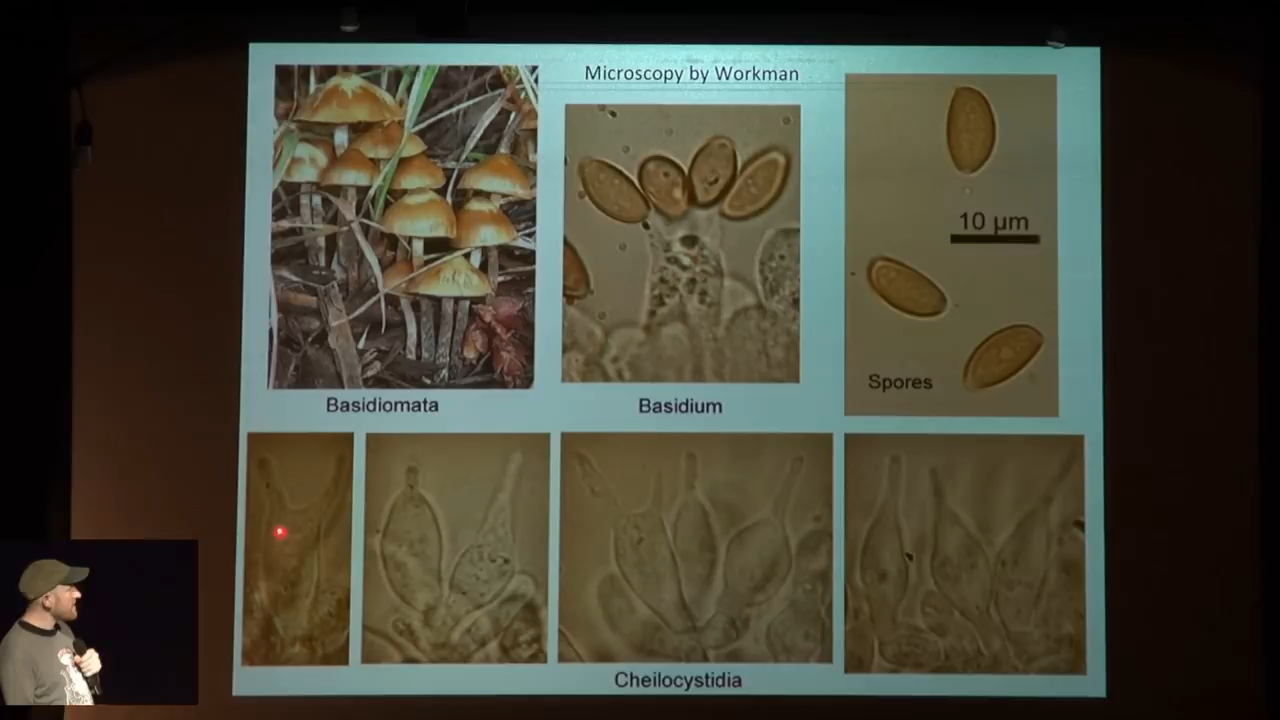 Microscopy by Workman
10 µm
Spores
Basidiomata
Basidium
Cheilocystidia